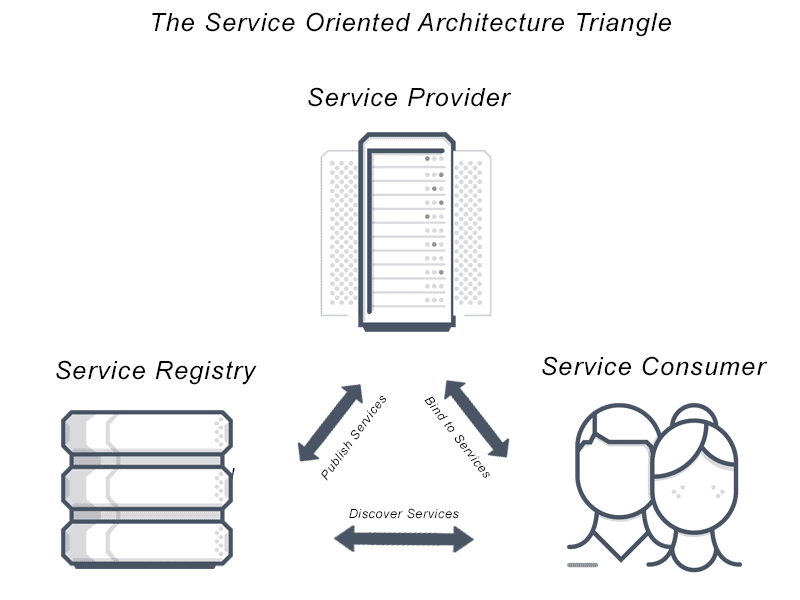 The Service Oriented Architecture Triangle
Service Provider
Service Registry
Service Consumer
Publish Services
Bind to Services
Discover Services